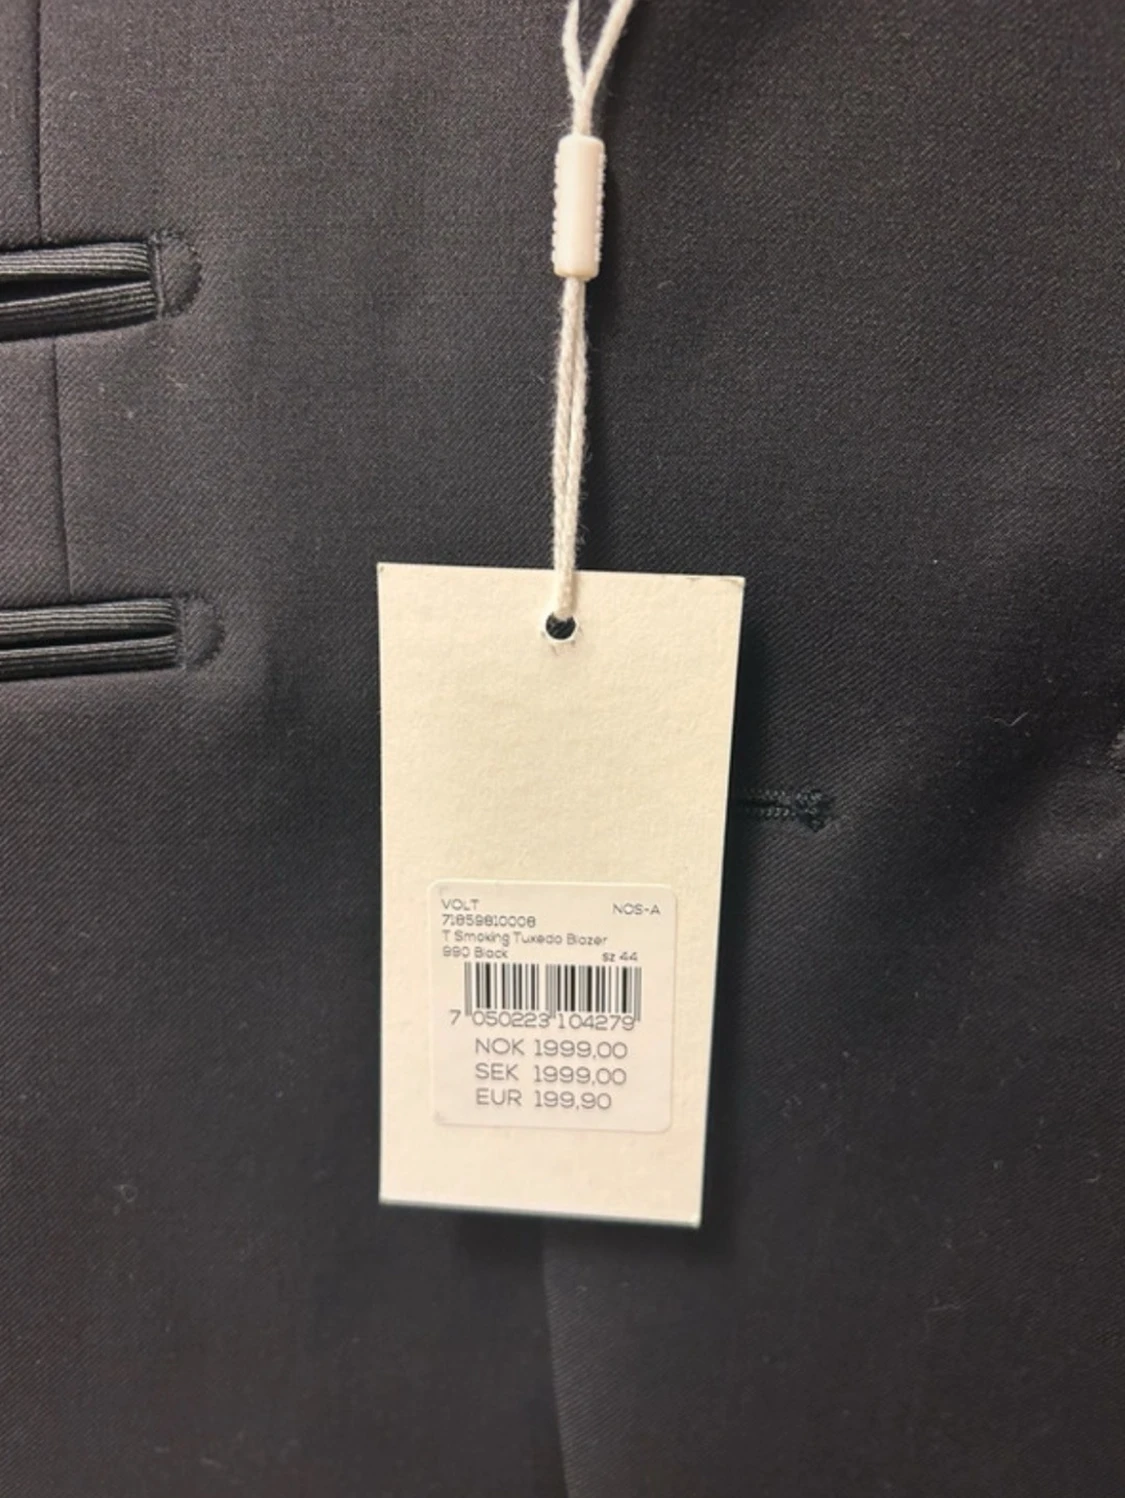 VOLT NOS-A
71859810008
T Smoking Tuxedo Blazer
990 Black sz 44
7 050223 104279
NOK 1999,00
SEK 1999,00
EUR 199,90